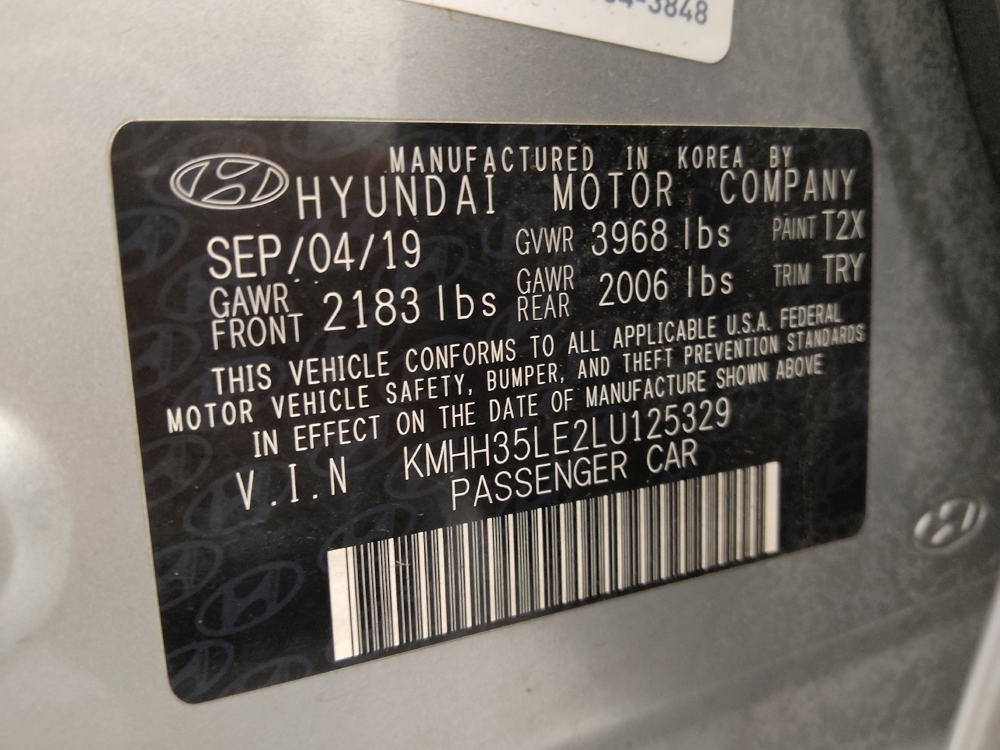 4-3848
MANUFACTURED IN KOREA BY
HYUNDAI MOTOR COMPANY
SEP/04/19 GVWR 3968 lbs PAINT T2X
GAWR FRONT 2183 lbs GAWR REAR 2006 lbs TRIM TRY
THIS VEHICLE CONFORMS TO ALL APPLICABLE U.S.A. FEDERAL
MOTOR VEHICLE SAFETY, BUMPER, AND THEFT PREVENTION STANDARDS
IN EFFECT ON THE DATE OF MANUFACTURE SHOWN ABOVE
V.I.N KMHH35LE2LU125329
PASSENGER CAR